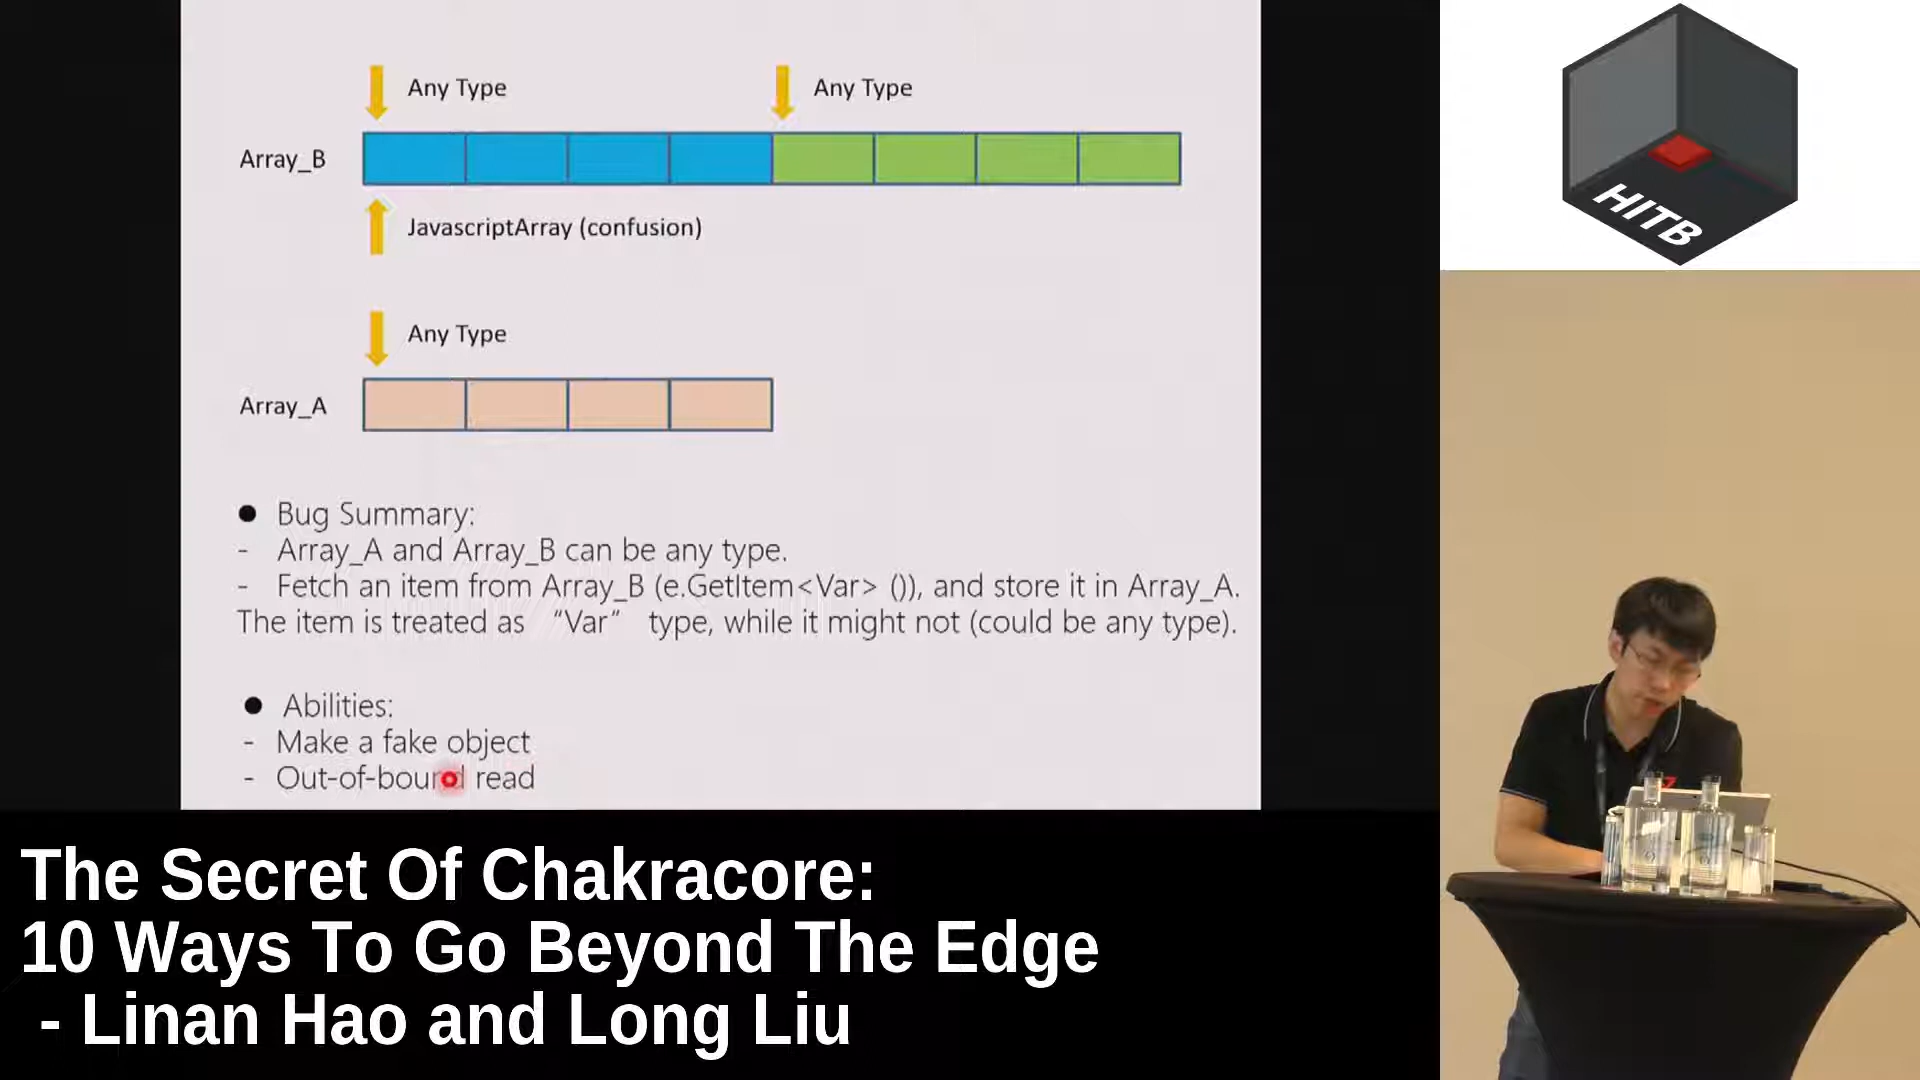 Any Type
Any Type
Array_B
JavascriptArray (confusion)
Any Type
Array_A
● Bug Summary:
- Array_A and Array_B can be any type.
- Fetch an item from Array_B (e.GetItem<Var> ()), and store it in Array_A.
The item is treated as “Var” type, while it might not (could be any type).
● Abilities:
- Make a fake object
- Out-of-bound read
HITB
The Secret Of Chakracore:
10 Ways To Go Beyond The Edge
- Linan Hao and Long Liu